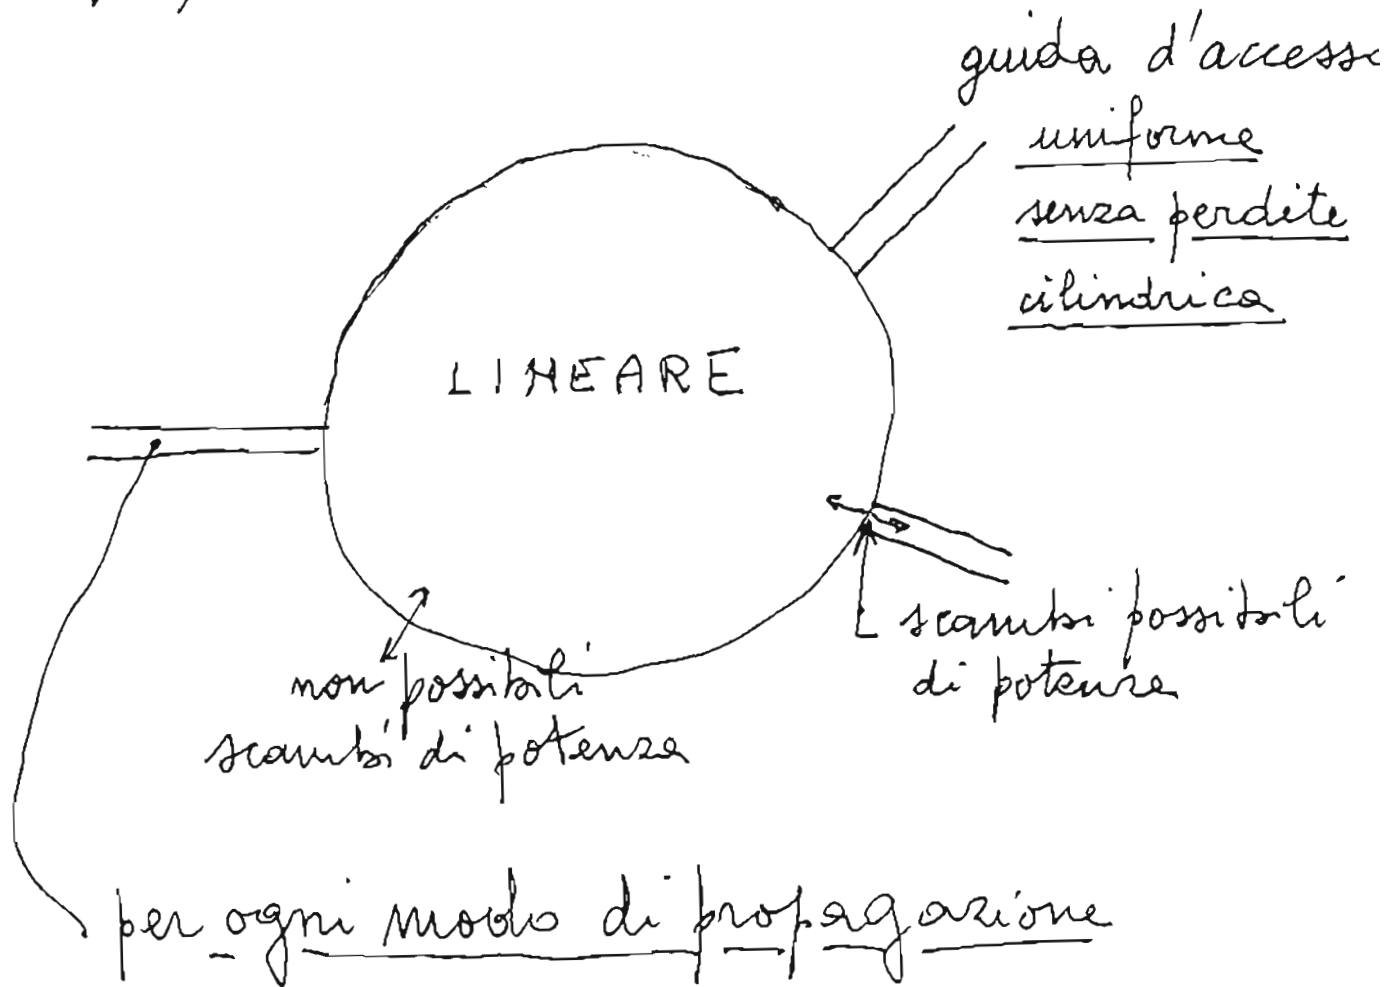 guida d'accesso
uniforme
senza perdite
cilindrica
LINEARE
scambi possibili
di potenza
non possibili
scambi di potenza
per ogni modo di propagazione